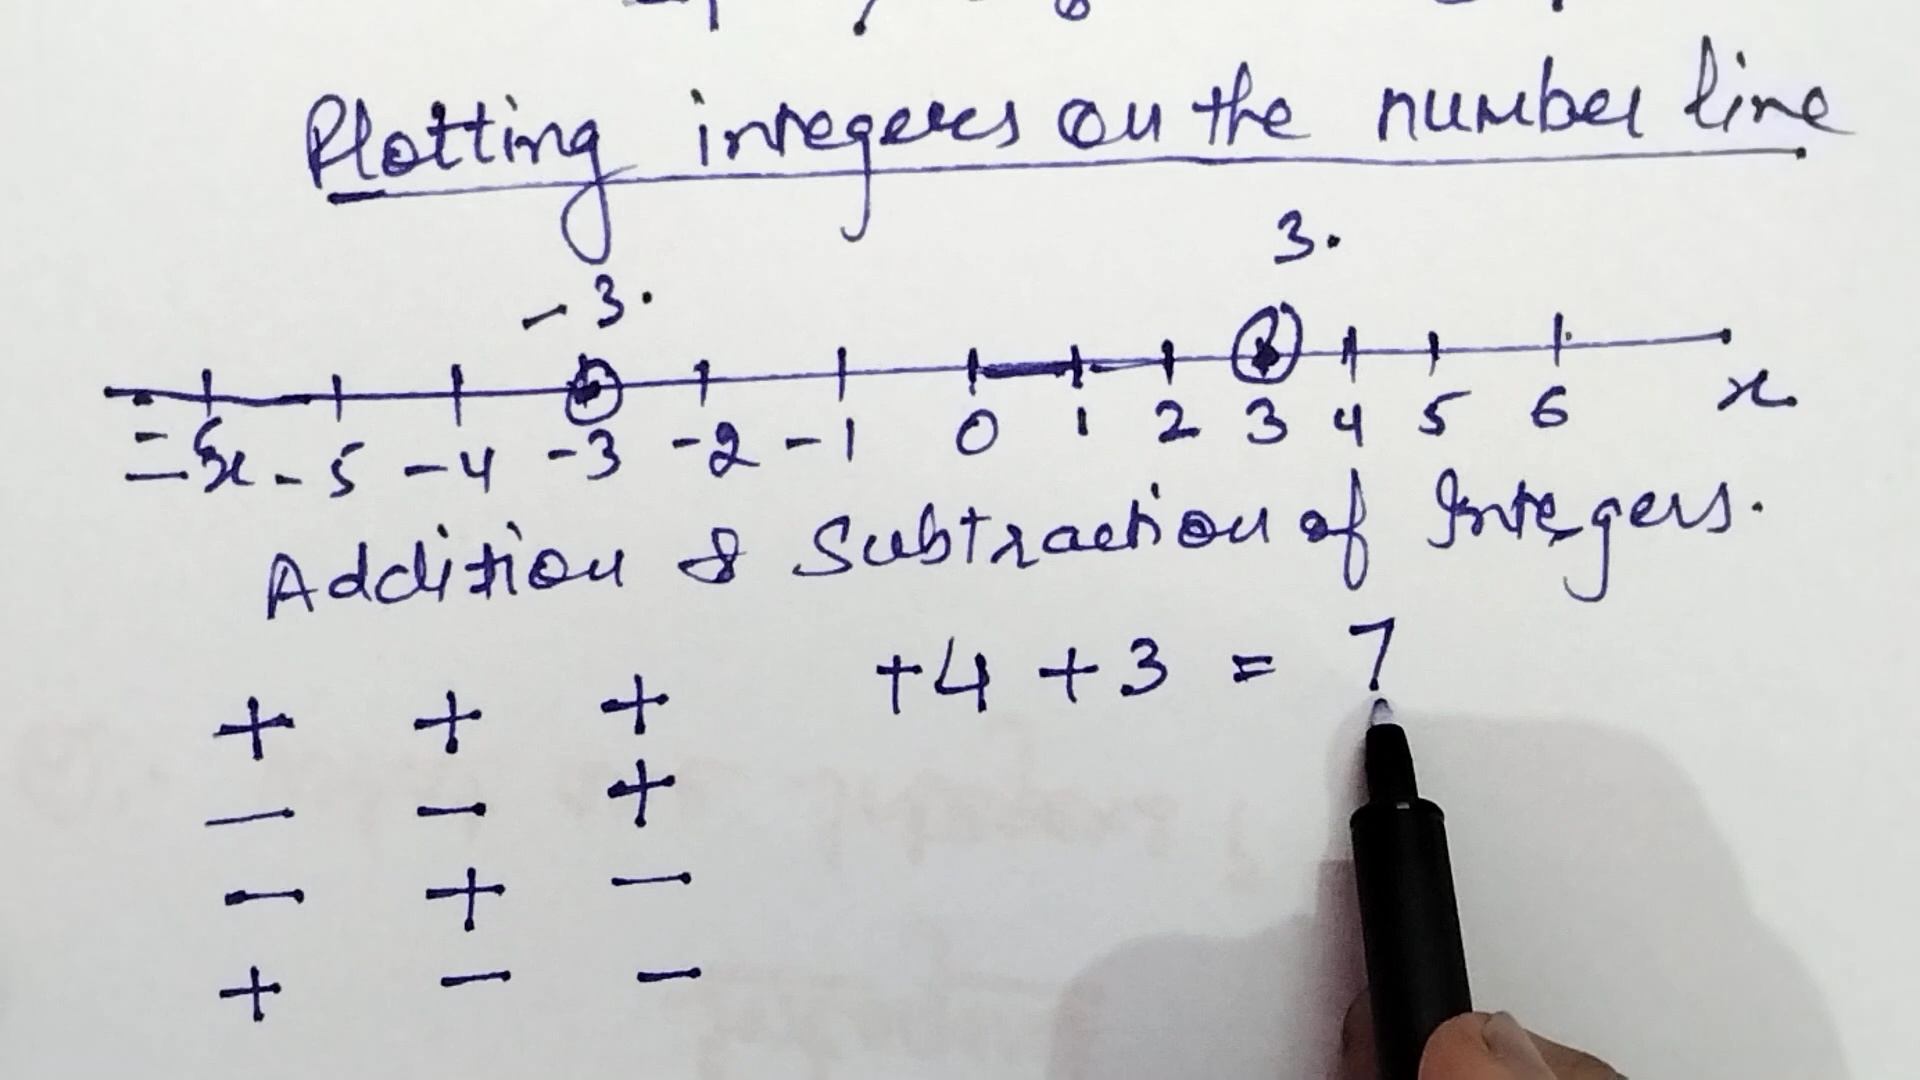 Plotting integers on the number line
3.
- 3.
- 5 - 4 - 3 - 2 - 1 0 1 2 3 4 5 6 x
Addition & Subtraction of Integers.
+ + + +4 + 3 = 7
- - +
- + -
+ - -